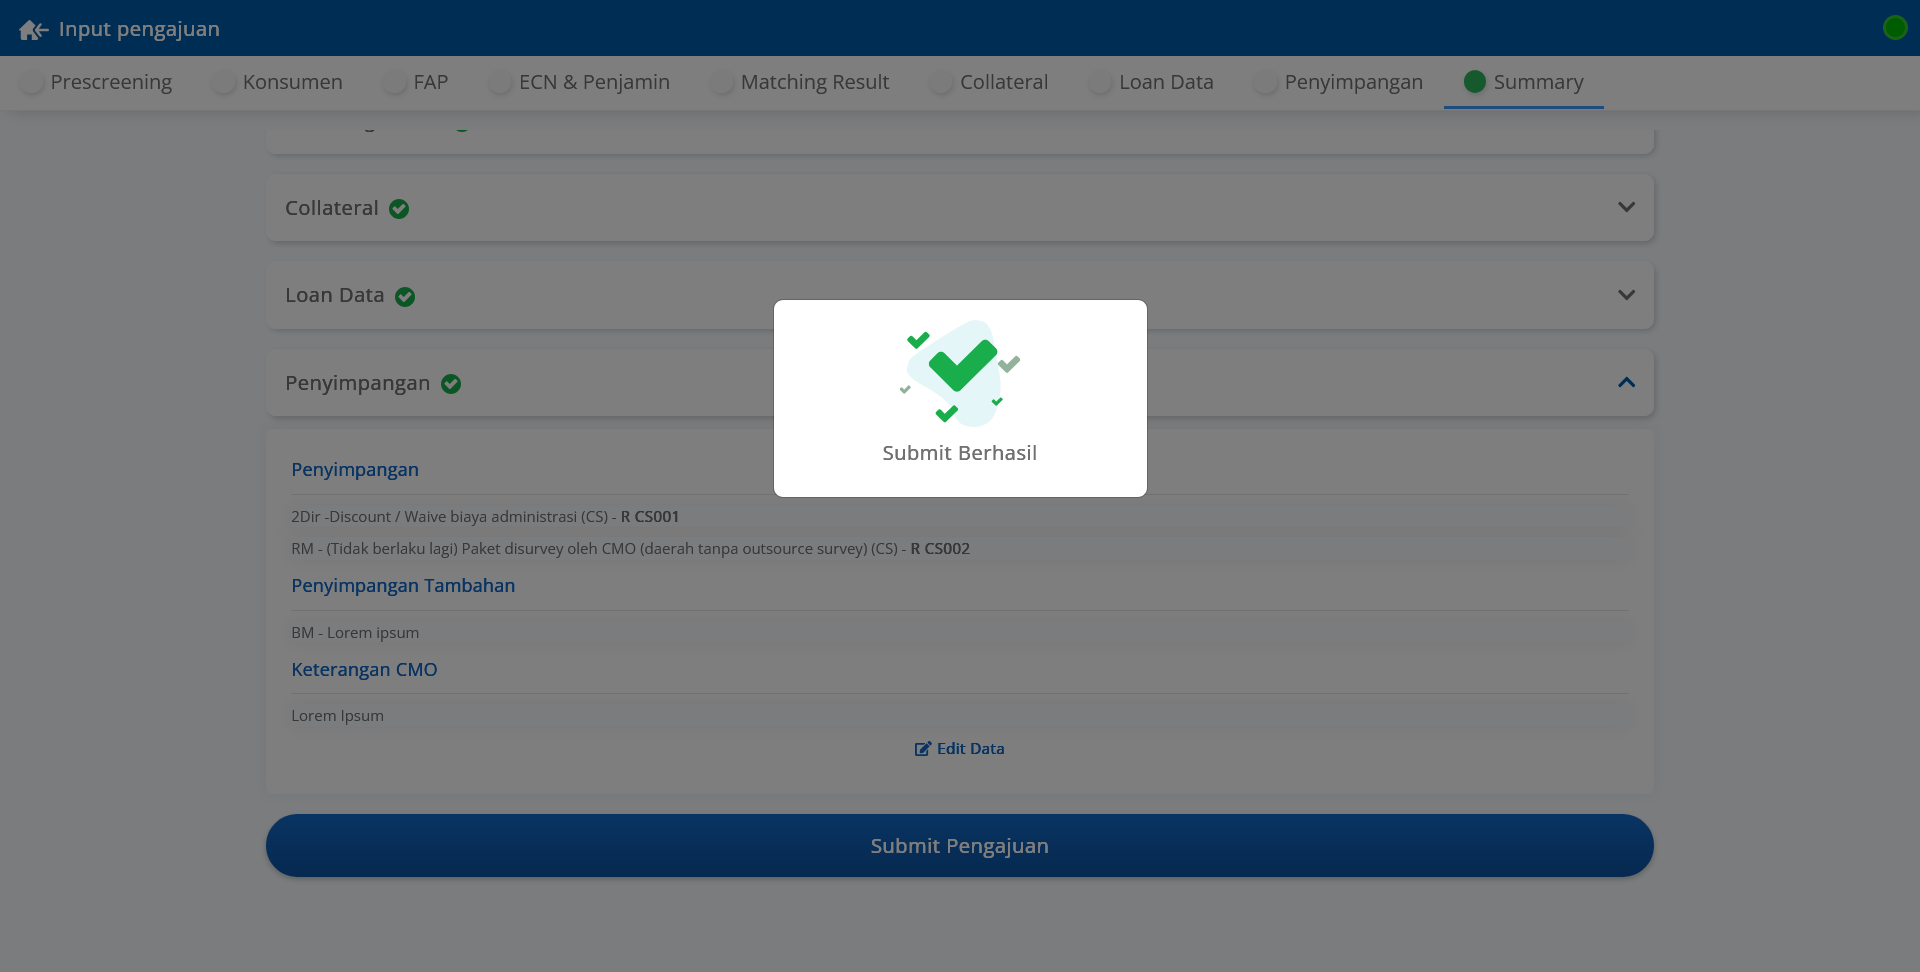 Input pengajuan
Prescreening
Konsumen
FAP
ECN & Penjamin
Matching Result
Collateral
Loan Data
Penyimpangan
Summary
Collateral
Loan Data
Penyimpangan
Submit Berhasil
Penyimpangan
2Dir -Discount / Waive biaya administrasi (CS) - R CS001
RM - (Tidak berlaku lagi) Paket disurvey oleh CMO (daerah tanpa outsource survey) (CS) - R CS002
Penyimpangan Tambahan
BM - Lorem ipsum
Keterangan CMO
Lorem Ipsum
Edit Data
Submit Pengajuan